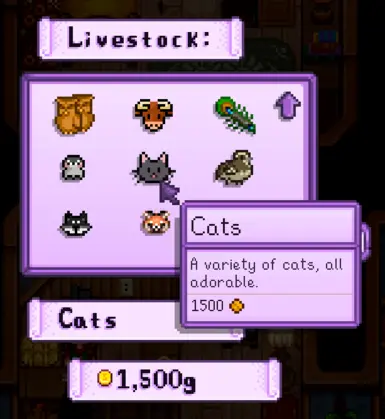 Livestock:
Cats
A variety of cats, all
adorable.
1500
Cats
1,500g